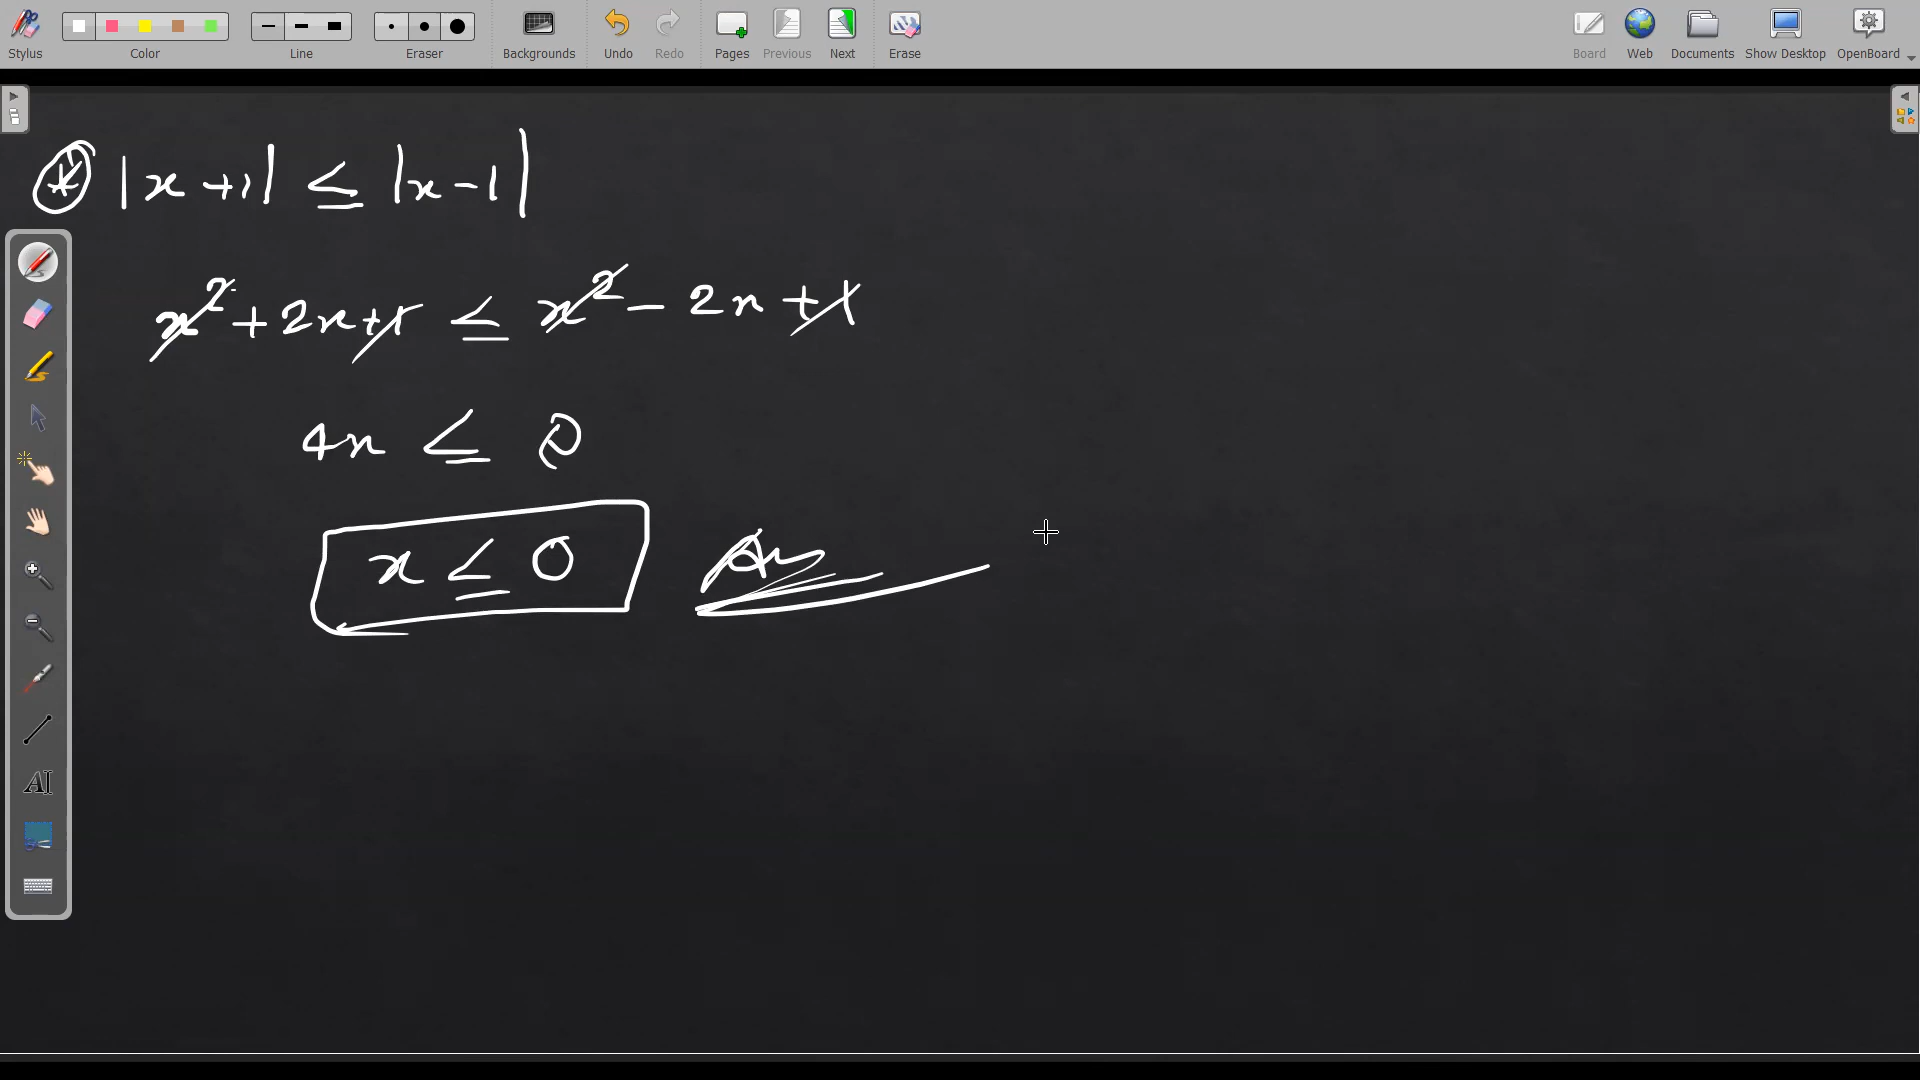 Stylus Color Line Eraser Backgrounds Undo Redo Pages Previous Next Erase Board Web Documents Show Desktop OpenBoard
|x+1| ≤ |x-1|
x² + 2x+1 ≤ x² - 2x +1
4x ≤ 0
x ≤ 0 Ans
AI